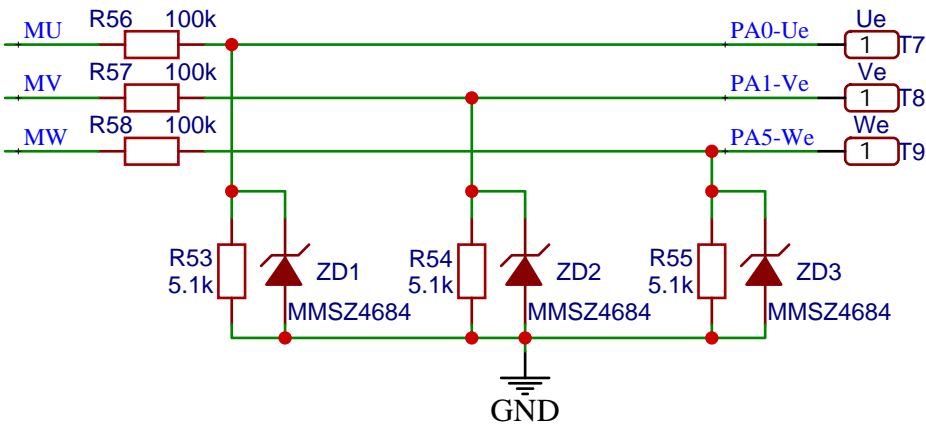 R56 100k
MU
PA0-Ue
Ue
1
T7
R57 100k
MV
PA1-Ve
Ve
1
T8
R58 100k
MW
PA5-We
We
1
T9
R53
5.1k
ZD1
MMSZ4684
R54
5.1k
ZD2
MMSZ4684
R55
5.1k
ZD3
MMSZ4684
GND